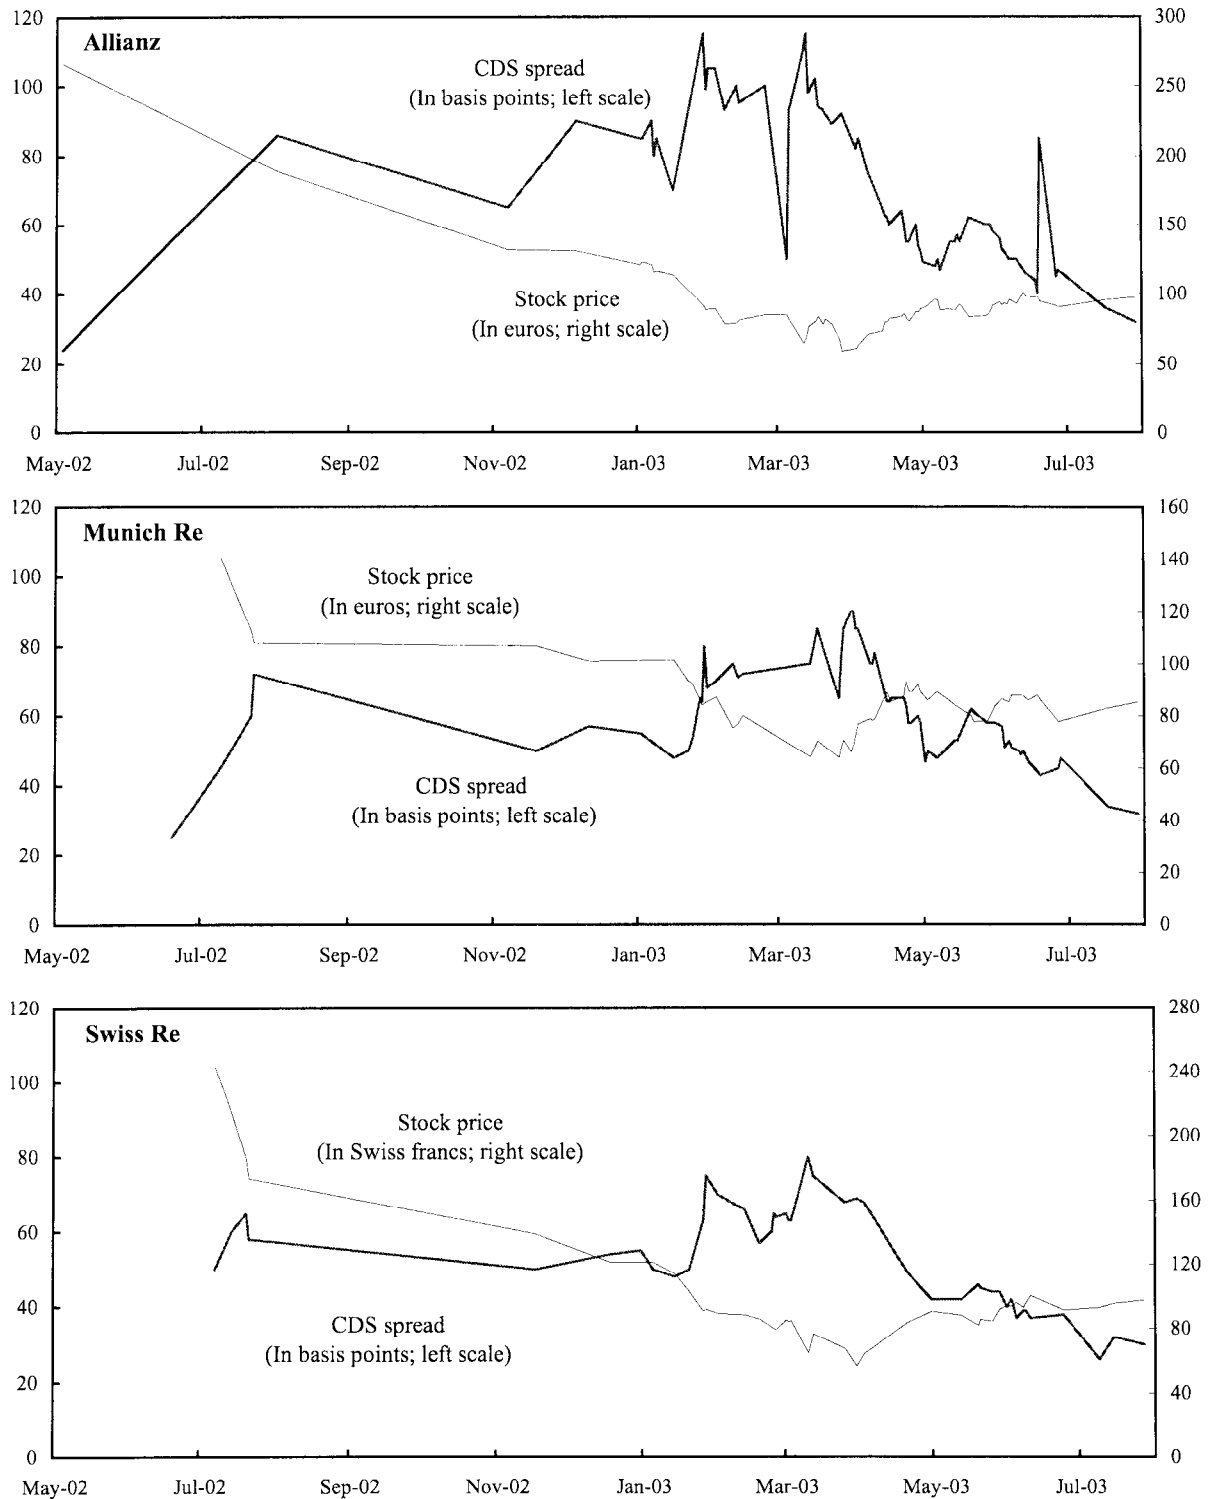 120 300
Allianz
CDS spread
(In basis points; left scale)
100 250
80 200
60 150
40 100
Stock price
(In euros; right scale)
20 50
0 0
May-02 Jul-02 Sep-02 Nov-02 Jan-03 Mar-03 May-03 Jul-03
120 160
Munich Re
140
100
Stock price
(In euros; right scale)
120
80
100
60 80
60
40
CDS spread
(In basis points; left scale)
40
20
20
0 0
May-02 Jul-02 Sep-02 Nov-02 Jan-03 Mar-03 May-03 Jul-03
120 280
Swiss Re
240
100
Stock price
(In Swiss francs; right scale)
200
80
160
60
120
40
CDS spread
(In basis points; left scale)
80
20
40
0 0
May-02 Jul-02 Sep-02 Nov-02 Jan-03 Mar-03 May-03 Jul-03